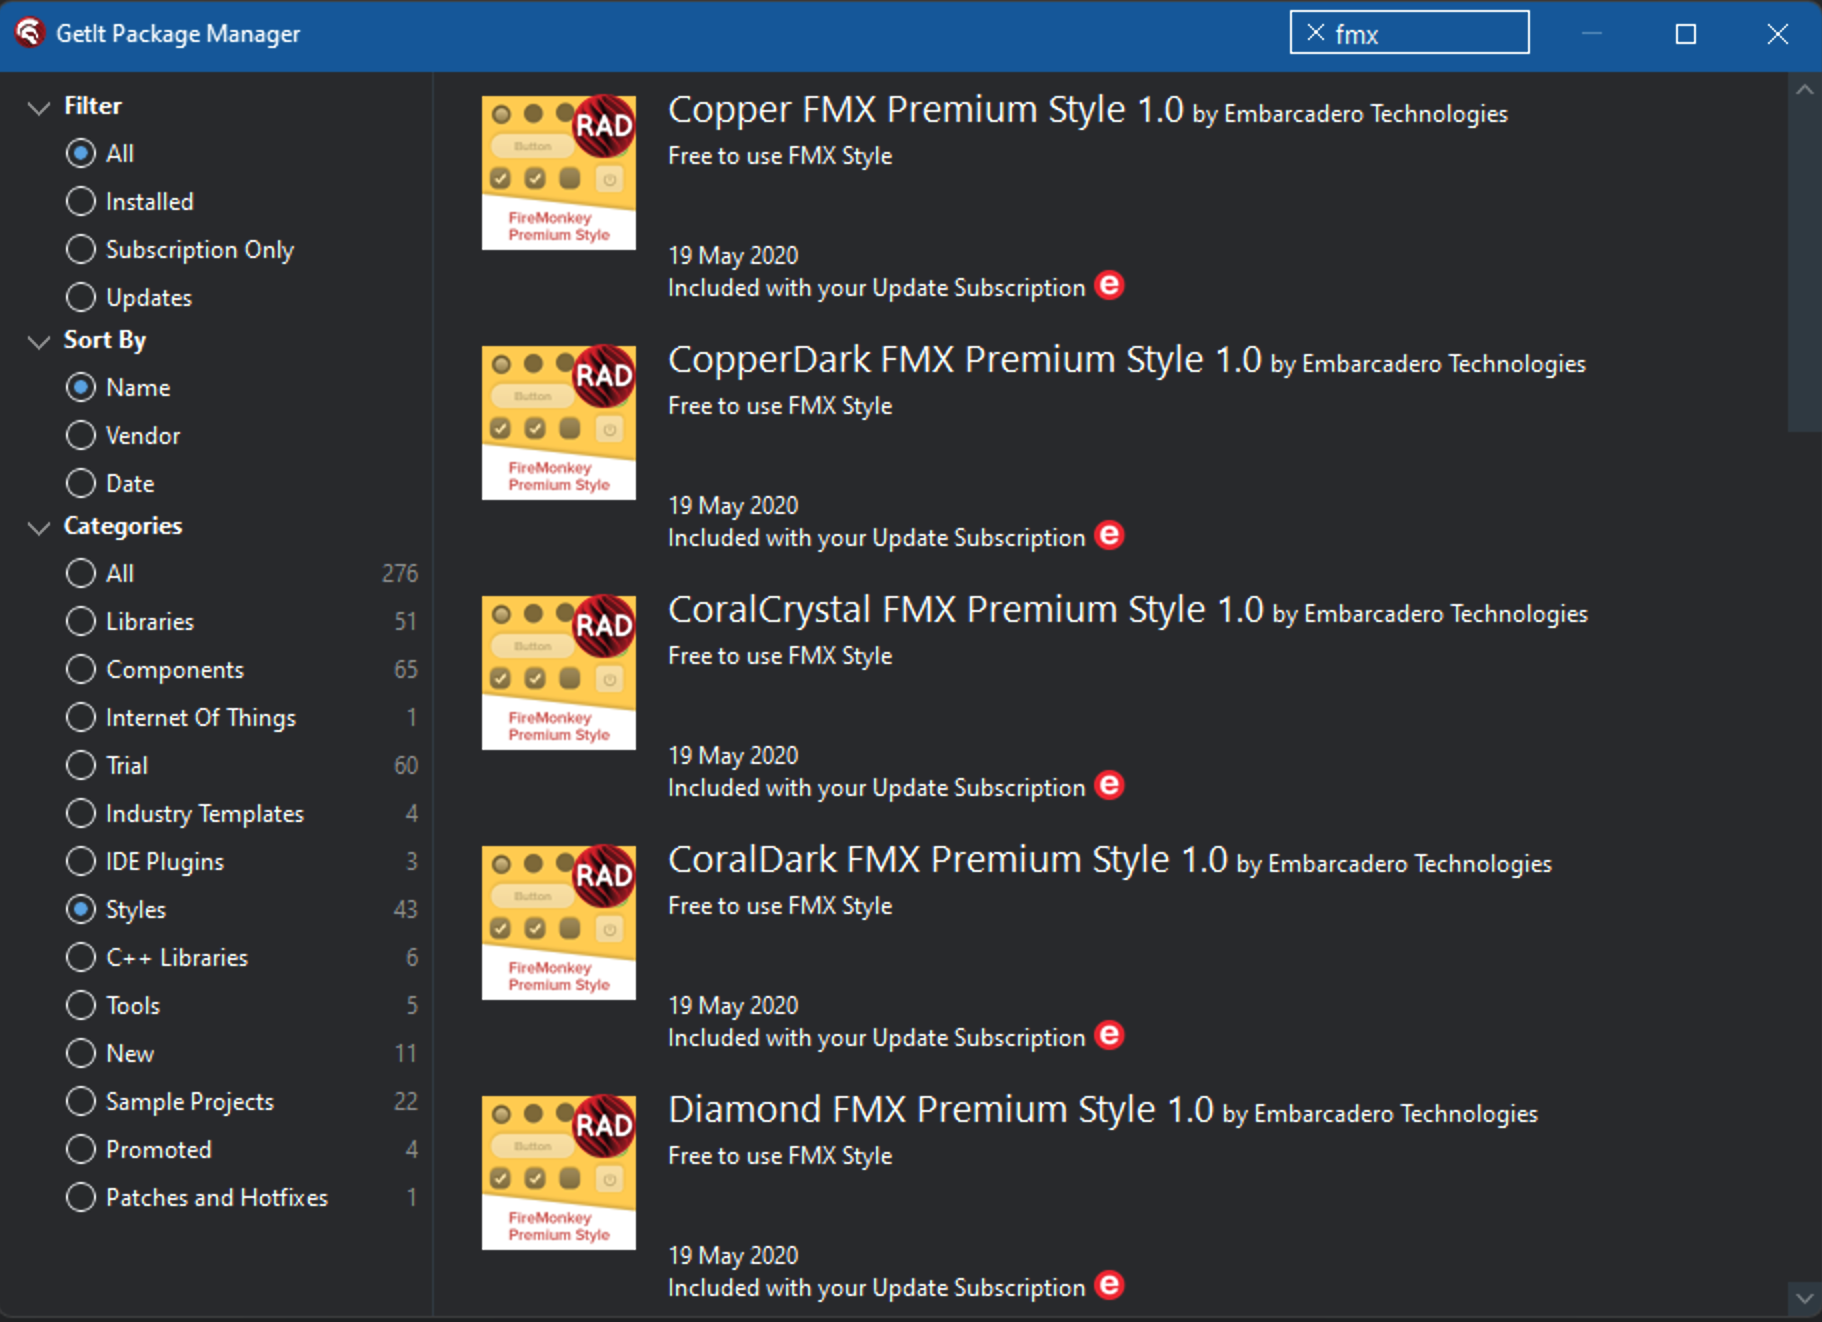 GetIt Package Manager
fmx
Filter
All
Installed
Subscription Only
Updates
Sort By
Name
Vendor
Date
Categories
All 276
Libraries 51
Components 65
Internet Of Things 1
Trial 60
Industry Templates 4
IDE Plugins 3
Styles 43
C++ Libraries 6
Tools 5
New 11
Sample Projects 22
Promoted 4
Patches and Hotfixes 1
RAD
Button
FireMonkey
Premium Style
Copper FMX Premium Style 1.0 by Embarcadero Technologies
Free to use FMX Style
19 May 2020
Included with your Update Subscription e
RAD
Button
FireMonkey
Premium Style
CopperDark FMX Premium Style 1.0 by Embarcadero Technologies
Free to use FMX Style
19 May 2020
Included with your Update Subscription e
RAD
Button
FireMonkey
Premium Style
CoralCrystal FMX Premium Style 1.0 by Embarcadero Technologies
Free to use FMX Style
19 May 2020
Included with your Update Subscription e
RAD
Button
FireMonkey
Premium Style
CoralDark FMX Premium Style 1.0 by Embarcadero Technologies
Free to use FMX Style
19 May 2020
Included with your Update Subscription e
RAD
Button
FireMonkey
Premium Style
Diamond FMX Premium Style 1.0 by Embarcadero Technologies
Free to use FMX Style
19 May 2020
Included with your Update Subscription e